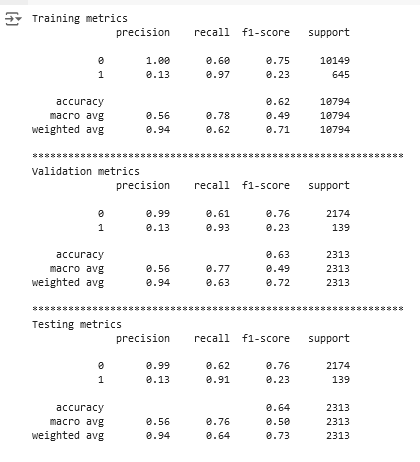 Training metrics
precision recall f1-score support
0 1.00 0.60 0.75 10149
1 0.13 0.97 0.23 645
accuracy 0.62 10794
macro avg 0.56 0.78 0.49 10794
weighted avg 0.94 0.62 0.71 10794
**************************************************************
Validation metrics
precision recall f1-score support
0 0.99 0.61 0.76 2174
1 0.13 0.93 0.23 139
accuracy 0.63 2313
macro avg 0.56 0.77 0.49 2313
weighted avg 0.94 0.63 0.72 2313
**************************************************************
Testing metrics
precision recall f1-score support
0 0.99 0.62 0.76 2174
1 0.13 0.91 0.23 139
accuracy 0.64 2313
macro avg 0.56 0.76 0.50 2313
weighted avg 0.94 0.64 0.73 2313